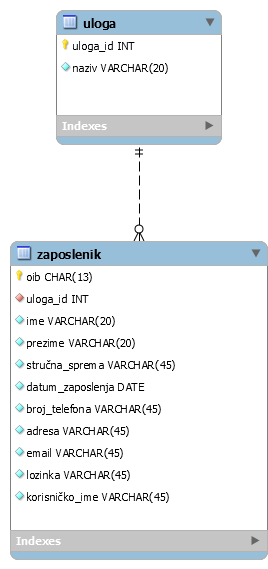 uloga
uloga_id INT
naziv VARCHAR(20)
Indexes
zaposlenik
oib CHAR(13)
uloga_id INT
ime VARCHAR(20)
prezime VARCHAR(20)
stručna_sprema VARCHAR(45)
datum_zaposlenja DATE
broj_telefona VARCHAR(45)
adresa VARCHAR(45)
email VARCHAR(45)
lozinka VARCHAR(45)
korisničko_ime VARCHAR(45)
Indexes